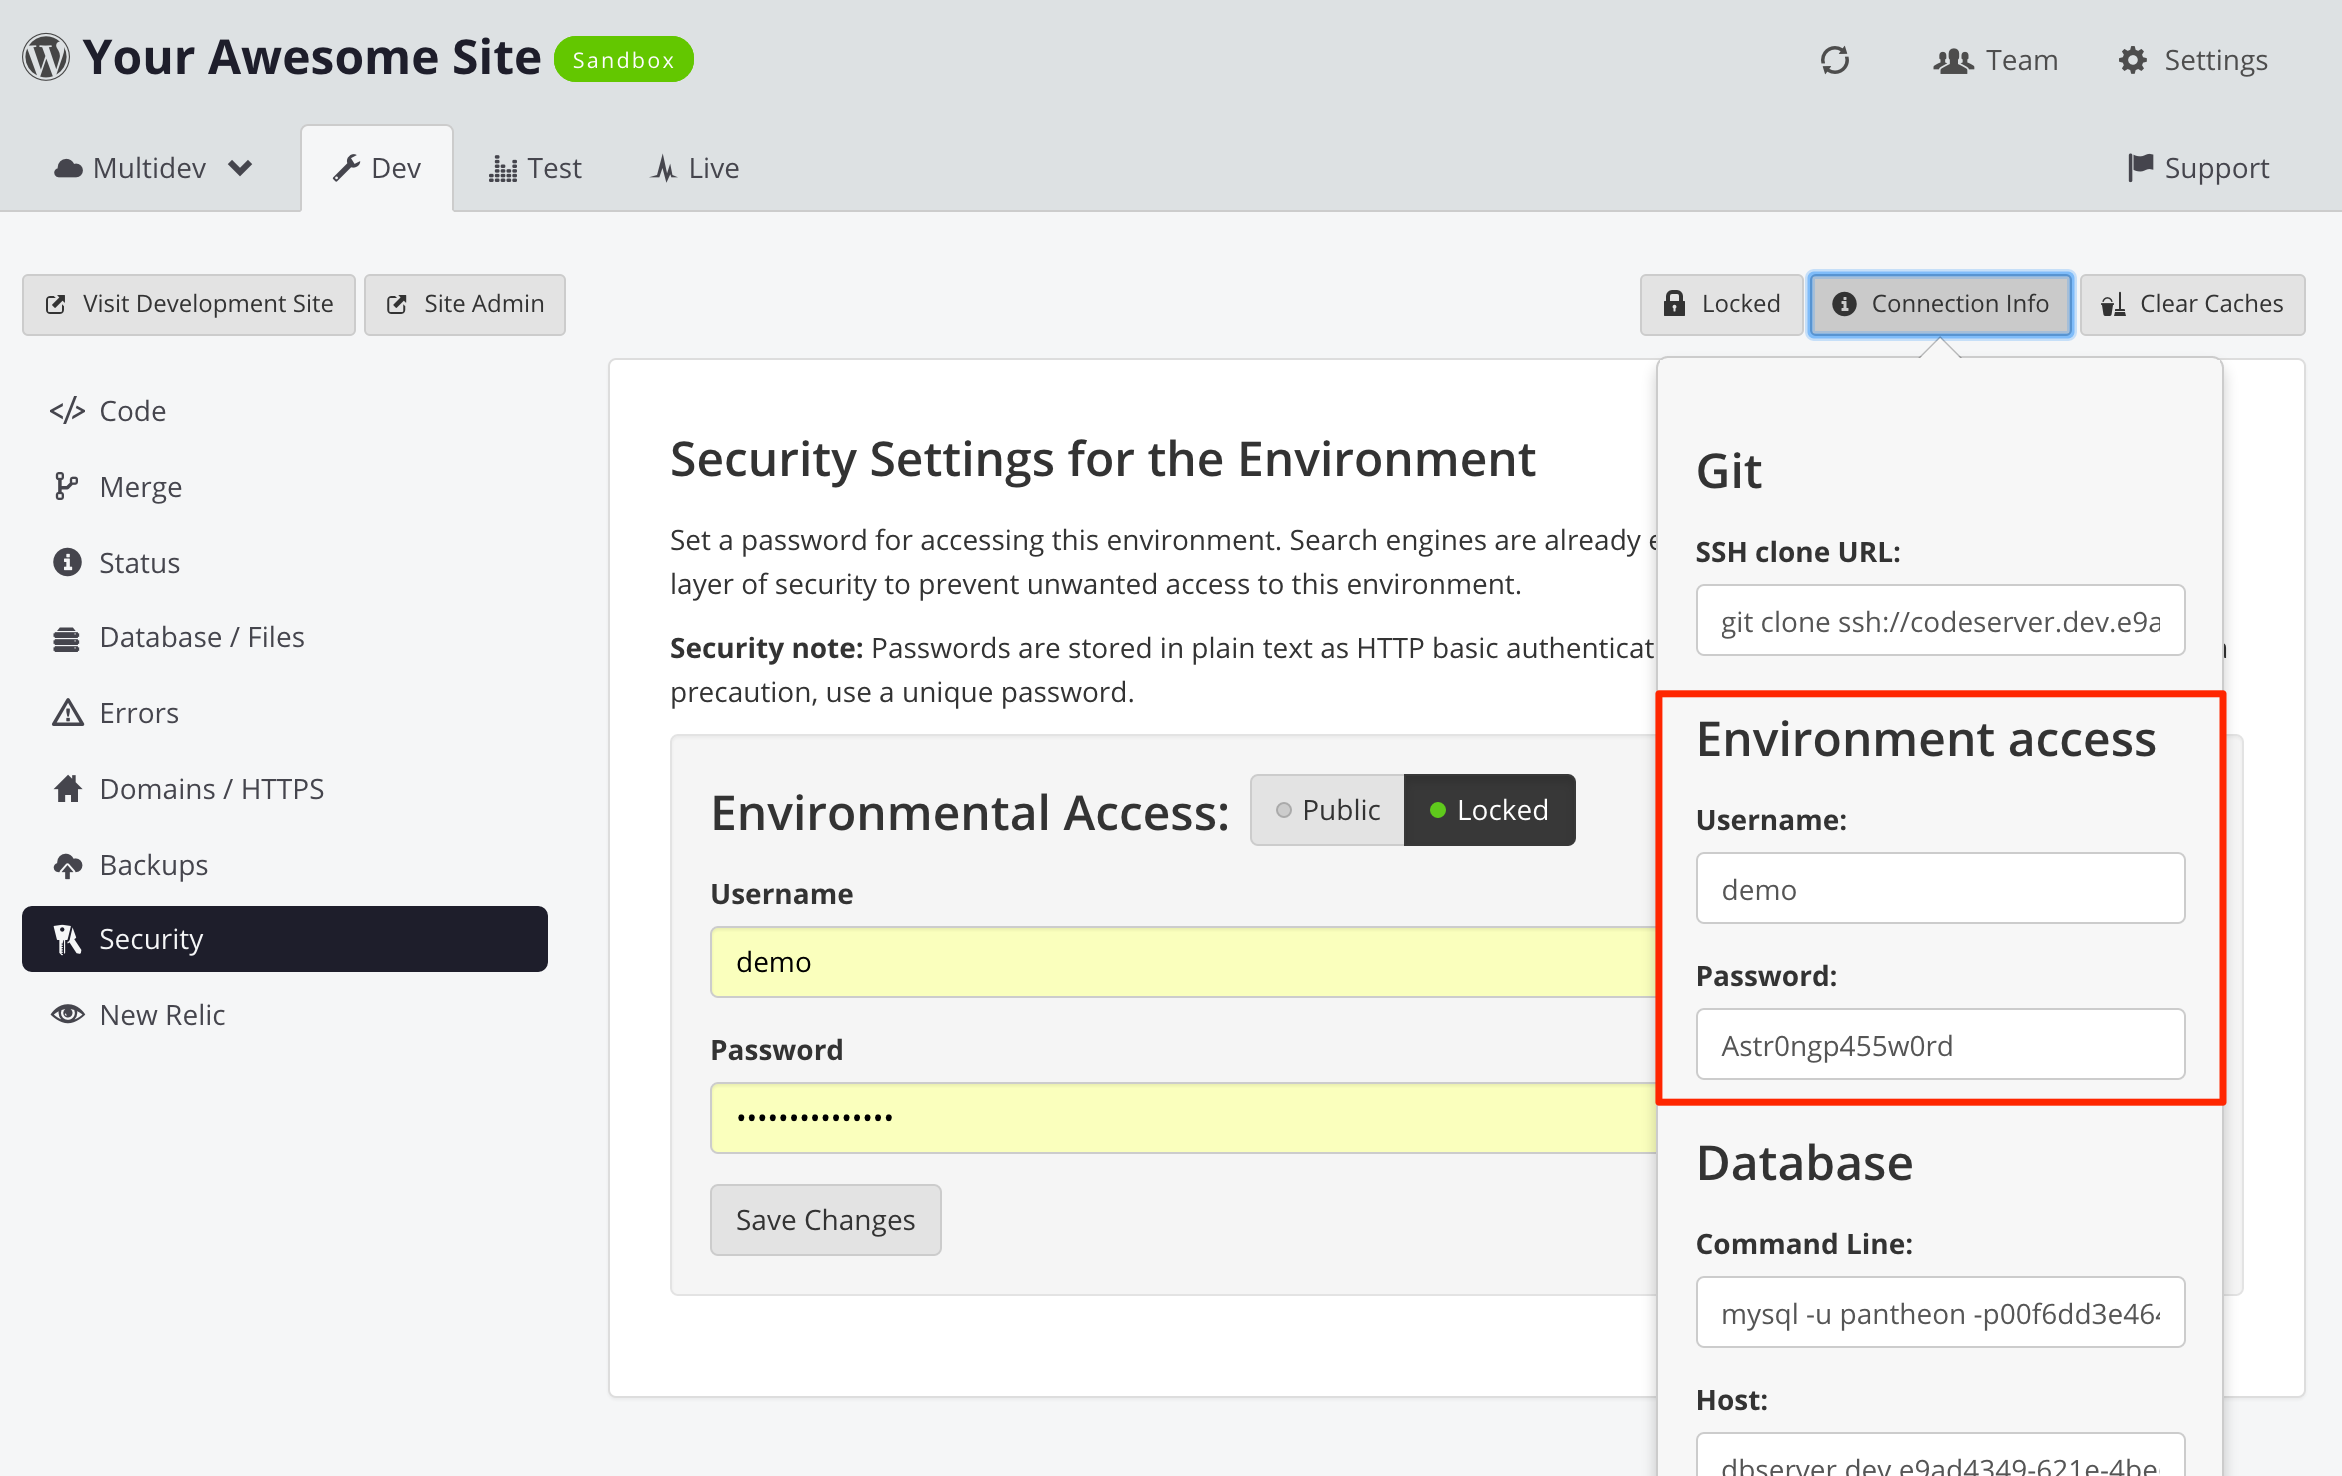 Your Awesome Site Sandbox
Team
Settings
Multidev
Dev
Test
Live
Support
Visit Development Site
Site Admin
Locked
Connection Info
Clear Caches
Code
Merge
Status
Database / Files
Errors
Domains / HTTPS
Backups
Security
New Relic
Security Settings for the Environment
Set a password for accessing this environment. Search engines are already
layer of security to prevent unwanted access to this environment.
Security note: Passwords are stored in plain text as HTTP basic authenticat
precaution, use a unique password.
Environmental Access: Public Locked
Username
demo
Password
•••••••••••••••
Save Changes
Git
SSH clone URL:
git clone ssh://codeserver.dev.e9a
Environment access
Username:
demo
Password:
Astr0ngp455w0rd
Database
Command Line:
mysql -u pantheon -p00f6dd3e464
Host:
dbserver.dev.e9ad4349-621e-4be